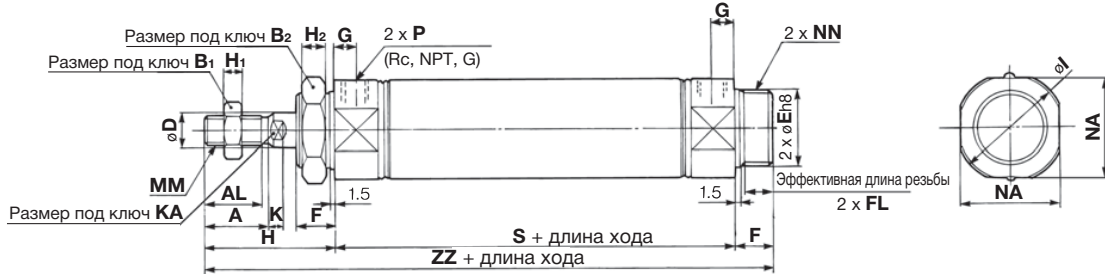 Размер под ключ B2 H2 G 2 x P G 2 x NN
(Rc, NPT, G)
Размер под ключ B1 H1
øD
2 x øEh8
øI
NA
MM
AL
1.5 1.5
Эффективная длина резьбы
NA
Размер под ключ KA
A K F
2 x FL
H
S + длина хода F
ZZ + длина хода